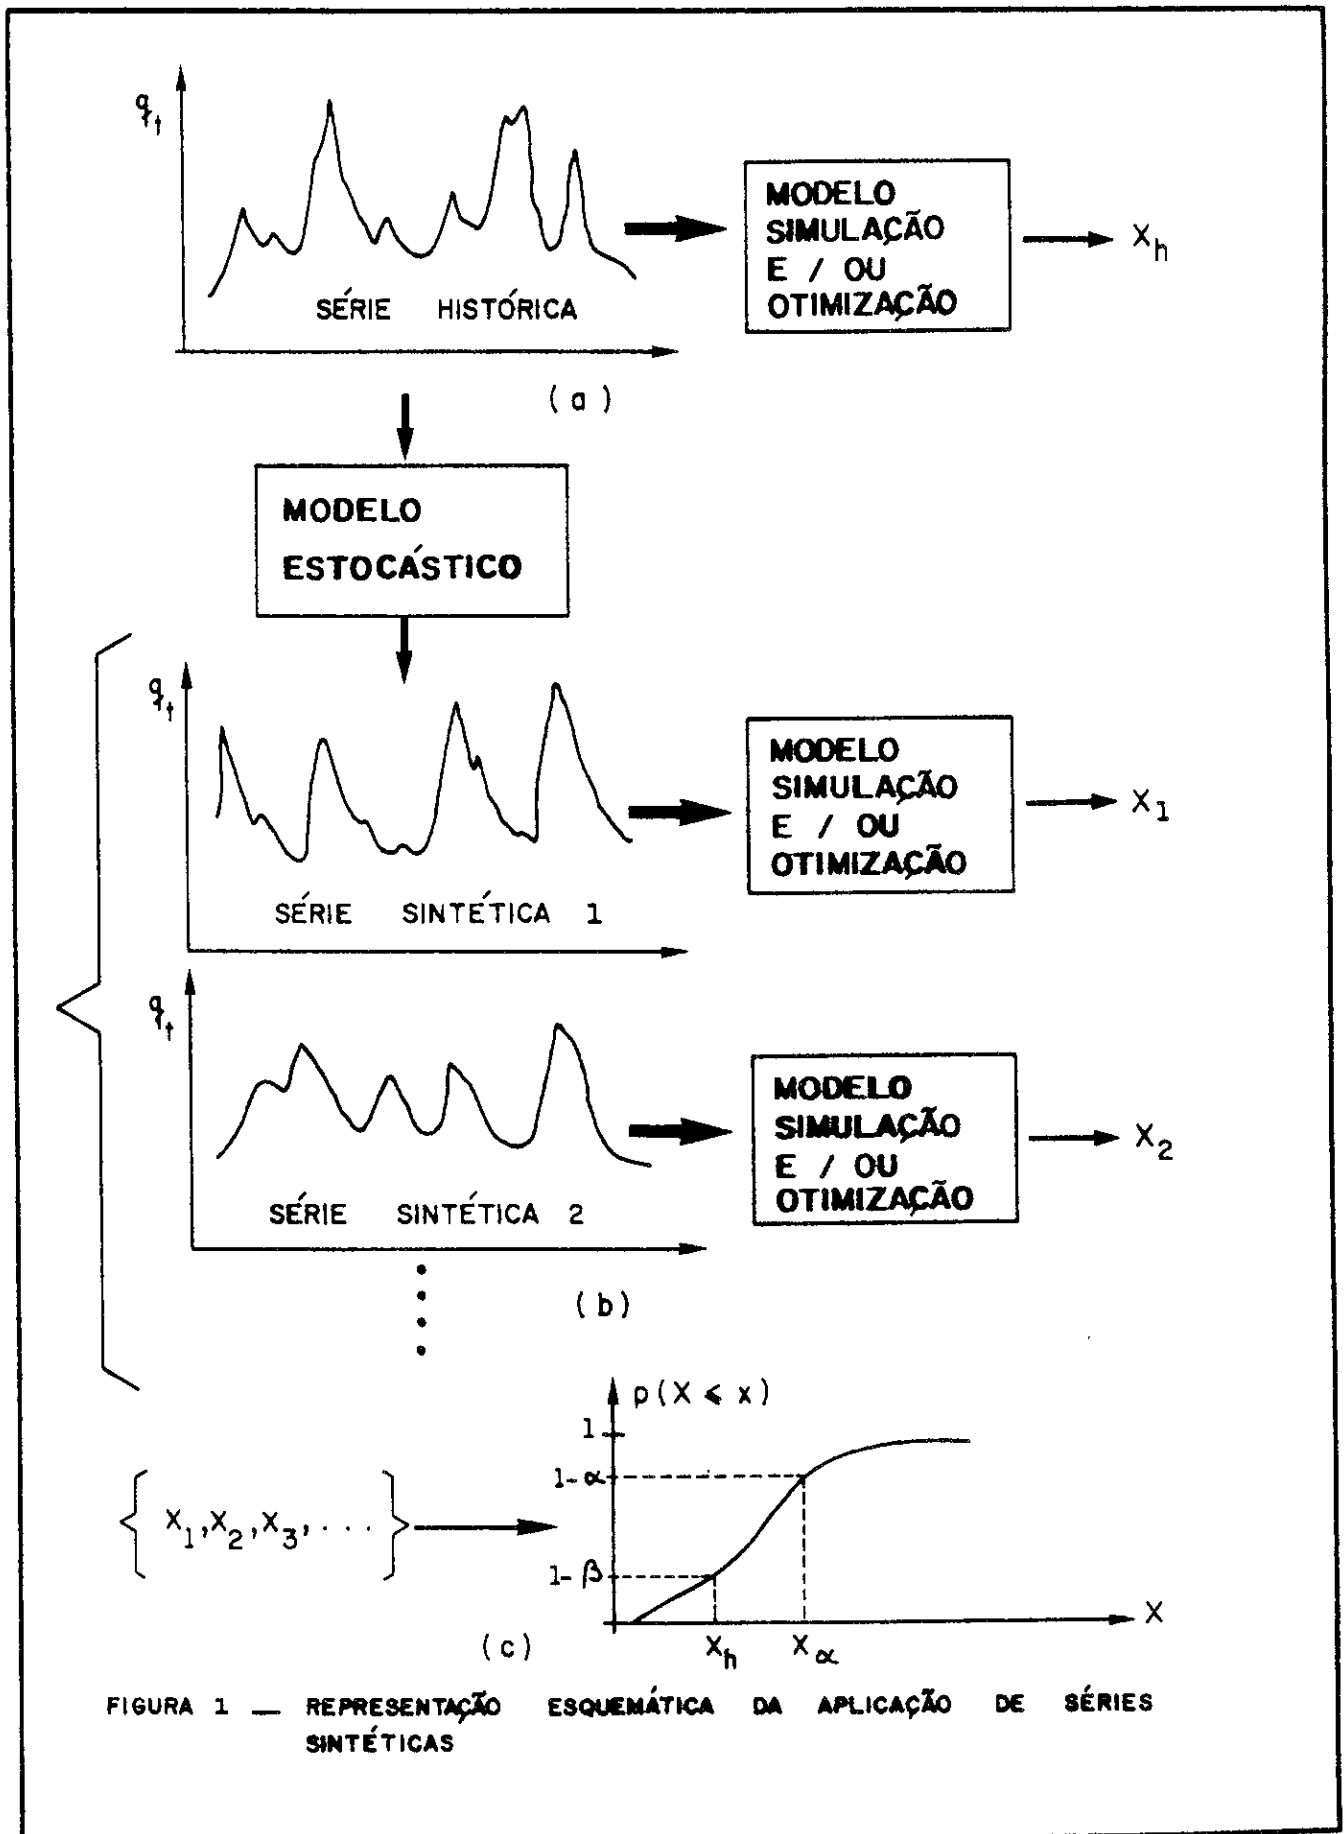 q_t
SÉRIE HISTÓRICA
MODELO
SIMULAÇÃO
E / OU
OTIMIZAÇÃO
X_h
(a)
MODELO
ESTOCÁSTICO
q_t
SÉRIE SINTÉTICA 1
MODELO
SIMULAÇÃO
E / OU
OTIMIZAÇÃO
X_1
q_t
SÉRIE SINTÉTICA 2
MODELO
SIMULAÇÃO
E / OU
OTIMIZAÇÃO
X_2
(b)
p(X ≤ x)
1
1-α
{X_1,X_2,X_3,...}
1-β
X
X_h
X_α
(c)
FIGURA 1 — REPRESENTAÇÃO ESQUEMÁTICA DA APLICAÇÃO DE SÉRIES
SINTÉTICAS